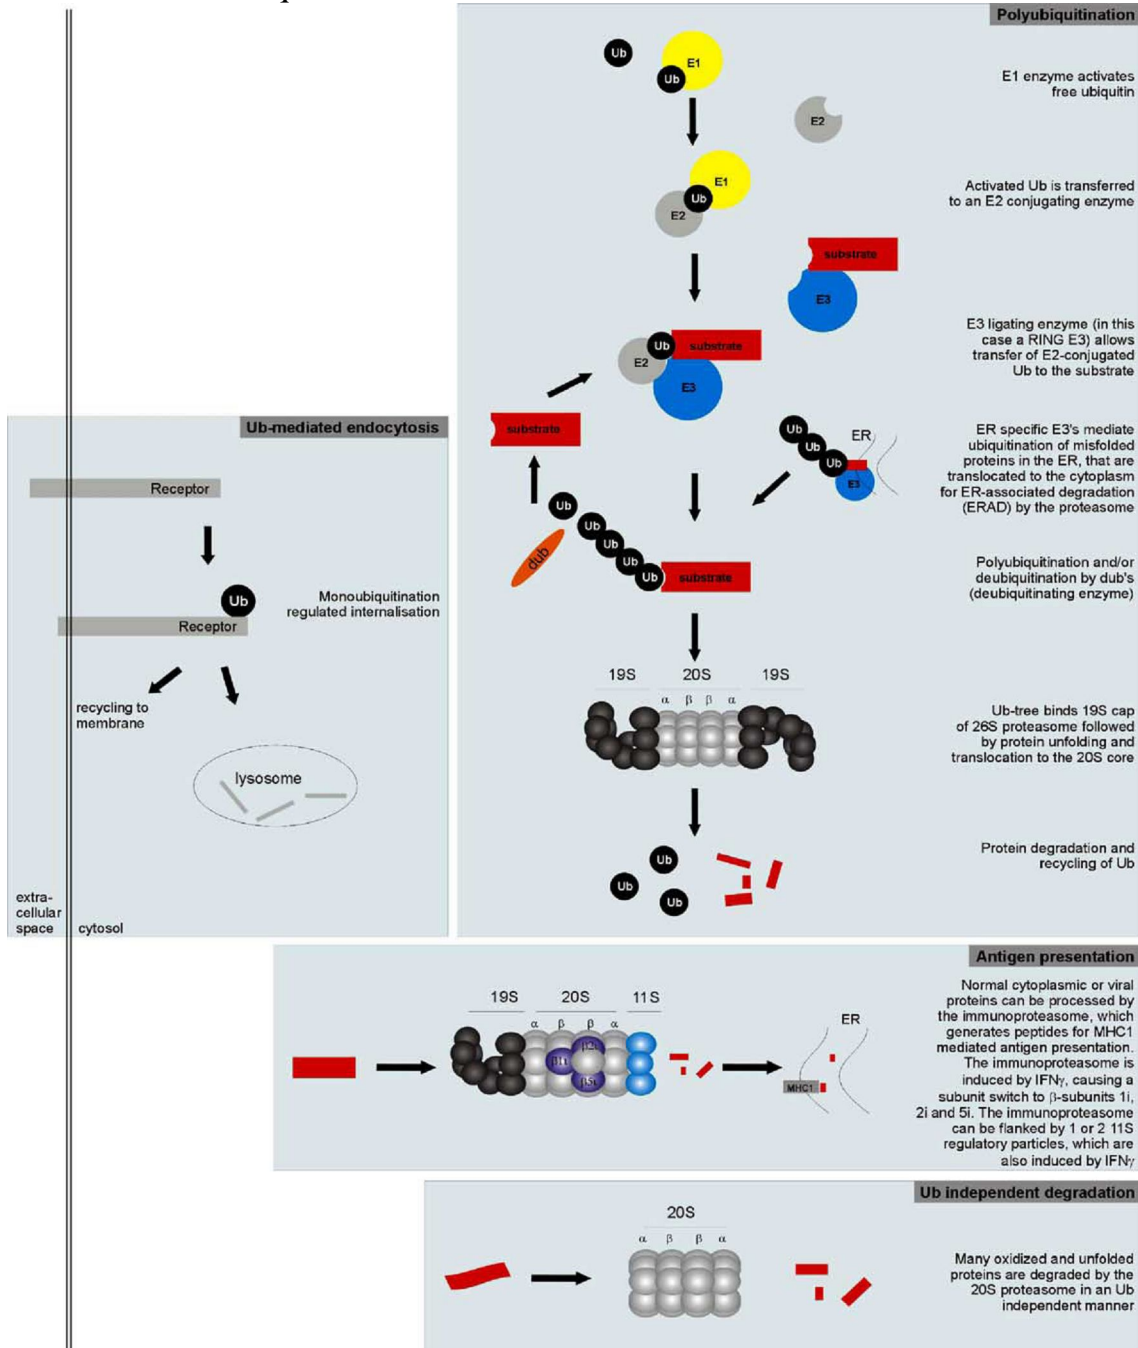 Polyubiquitination
Ub
E1
Ub
E1 enzyme activates
free ubiquitin
E2
E1
Ub
E2
Activated Ub is transferred
to an E2 conjugating enzyme
substrate
E3
Ub
substrate
E2
E3
E3 ligating enzyme (in this
case a RING E3) allows
transfer of E2-conjugated
Ub to the substrate
substrate
Ub
Ub
Ub
ER
E3
ER specific E3's mediate
ubiquitination of misfolded
proteins in the ER, that are
translocated to the cytoplasm
for ER-associated degradation
(ERAD) by the proteasome
Ub
Ub
Ub
Ub
Ub
dub
substrate
Polyubiquitination and/or
deubiquitination by dub's
(deubiquitinating enzyme)
19S 20S 19S
α β β α
Ub-tree binds 19S cap
of 26S proteasome followed
by protein unfolding and
translocation to the 20S core
Ub
Ub
Ub
Protein degradation and
recycling of Ub
Ub-mediated endocytosis
Receptor
Ub
Receptor
Monoubiquitination
regulated internalisation
recycling to
membrane
lysosome
extra-
cellular
space
cytosol
Antigen presentation
19S 20S 11S
α β β α
β1i
β5i
ER
MHC1
Normal cytoplasmic or viral
proteins can be processed by
the immunoproteasome, which
generates peptides for MHC1
mediated antigen presentation.
The immunoproteasome is
induced by IFNγ, causing a
subunit switch to β-subunits 1i,
2i and 5i. The immunoproteasome
can be flanked by 1 or 2 11S
regulatory particles, which are
also induced by IFNγ
Ub independent degradation
20S
α β β α
Many oxidized and unfolded
proteins are degraded by the
20S proteasome in an Ub
independent manner